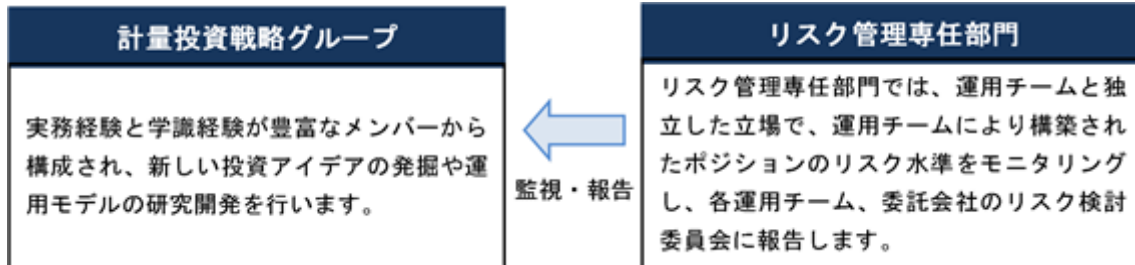 計量投資戦略グループ
実務経験と学識経験が豊富なメンバーから
構成され、新しい投資アイデアの発掘や運
用モデルの研究開発を行います。
監視・報告
リスク管理専任部門
リスク管理専任部門では、運用チームと独
立した立場で、運用チームにより構築され
たポジションのリスク水準をモニタリング
し、各運用チーム、委託会社のリスク検討
委員会に報告します。